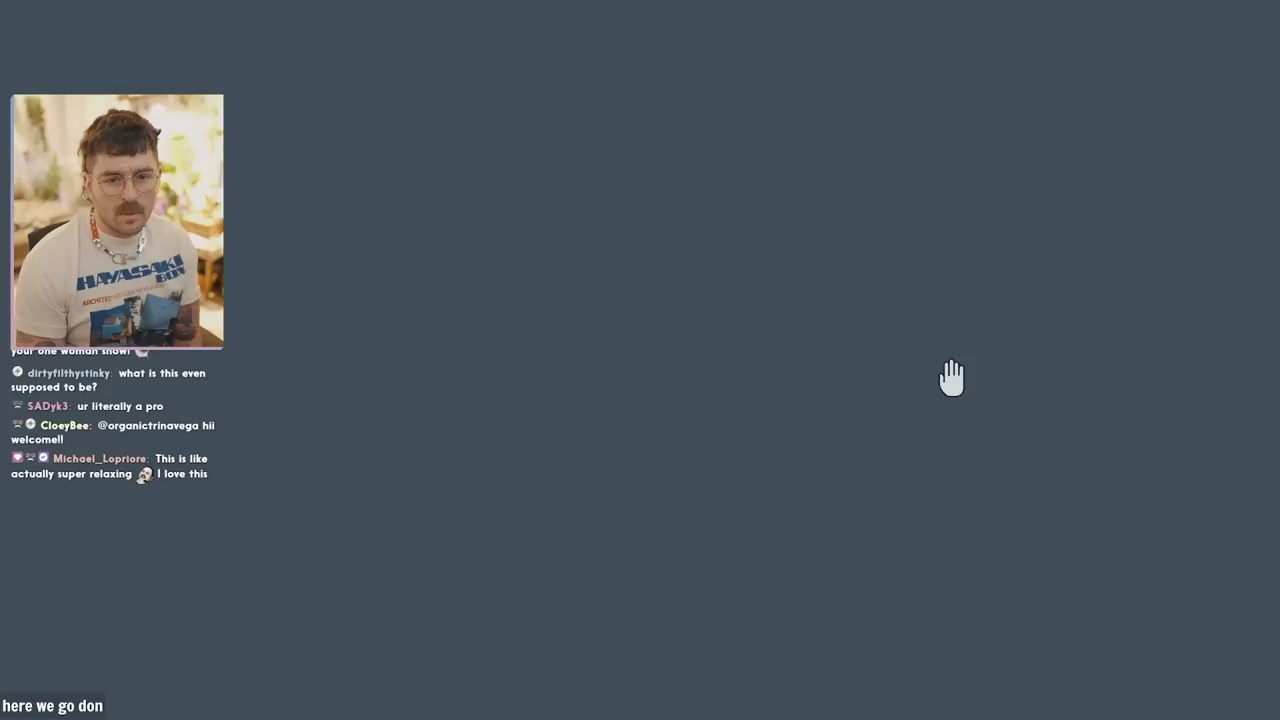 HAYASAKI
BOX
your one woman show!
dirtyfilthystinky: what is this even
supposed to be?
SADyk3: ur literally a pro
CloeyBee: @organictrinavega hii
welcome!!
Michael_Lopriore: This is like
actually super relaxing I love this
here we go don